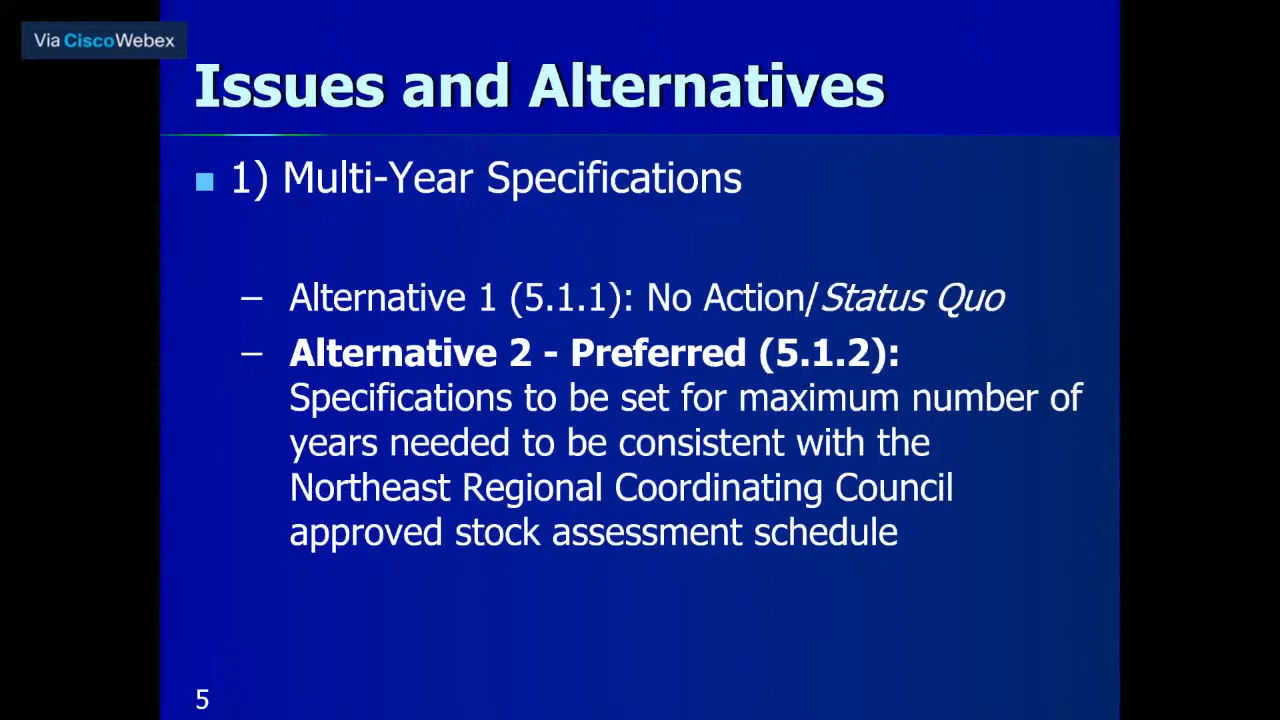 Via CiscoWebex
Issues and Alternatives
1) Multi-Year Specifications
– Alternative 1 (5.1.1): No Action/Status Quo
– Alternative 2 - Preferred (5.1.2):
Specifications to be set for maximum number of
years needed to be consistent with the
Northeast Regional Coordinating Council
approved stock assessment schedule
5